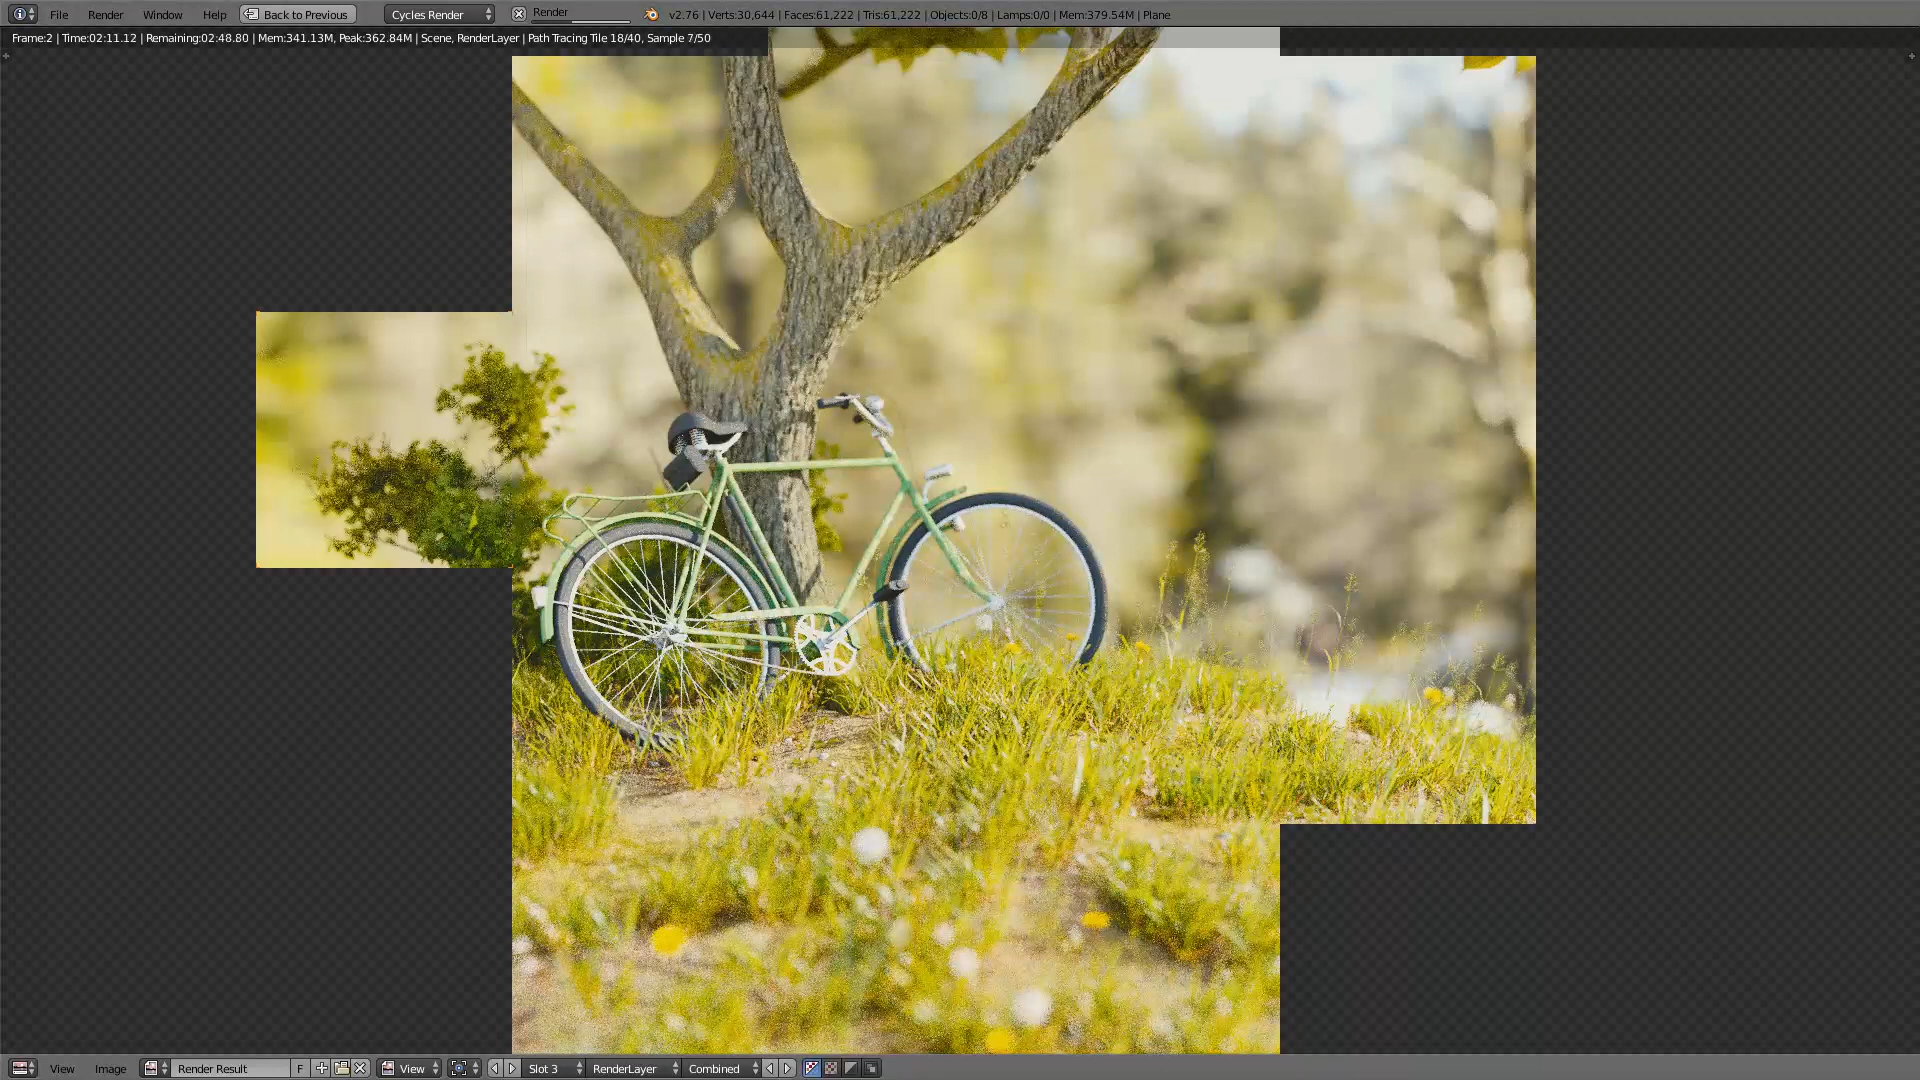 File Render Window Help Back to Previous Cycles Render Render v2.76 | Verts:30,644 | Faces:61,222 | Tris:61,222 | Objects:0/8 | Lamps:0/0 | Mem:379.54M | Plane
Frame:2 | Time:02:11.12 | Remaining:02:48.80 | Mem:341.13M, Peak:362.84M | Scene, RenderLayer | Path Tracing Tile 18/40, Sample 7/50
View Image Render Result F View Slot 3 RenderLayer Combined